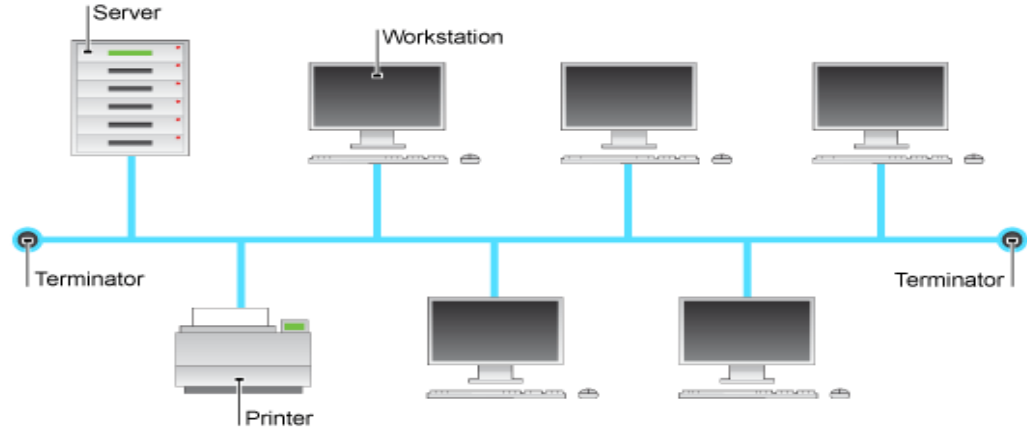 Server
Workstation
Terminator
Terminator
Printer